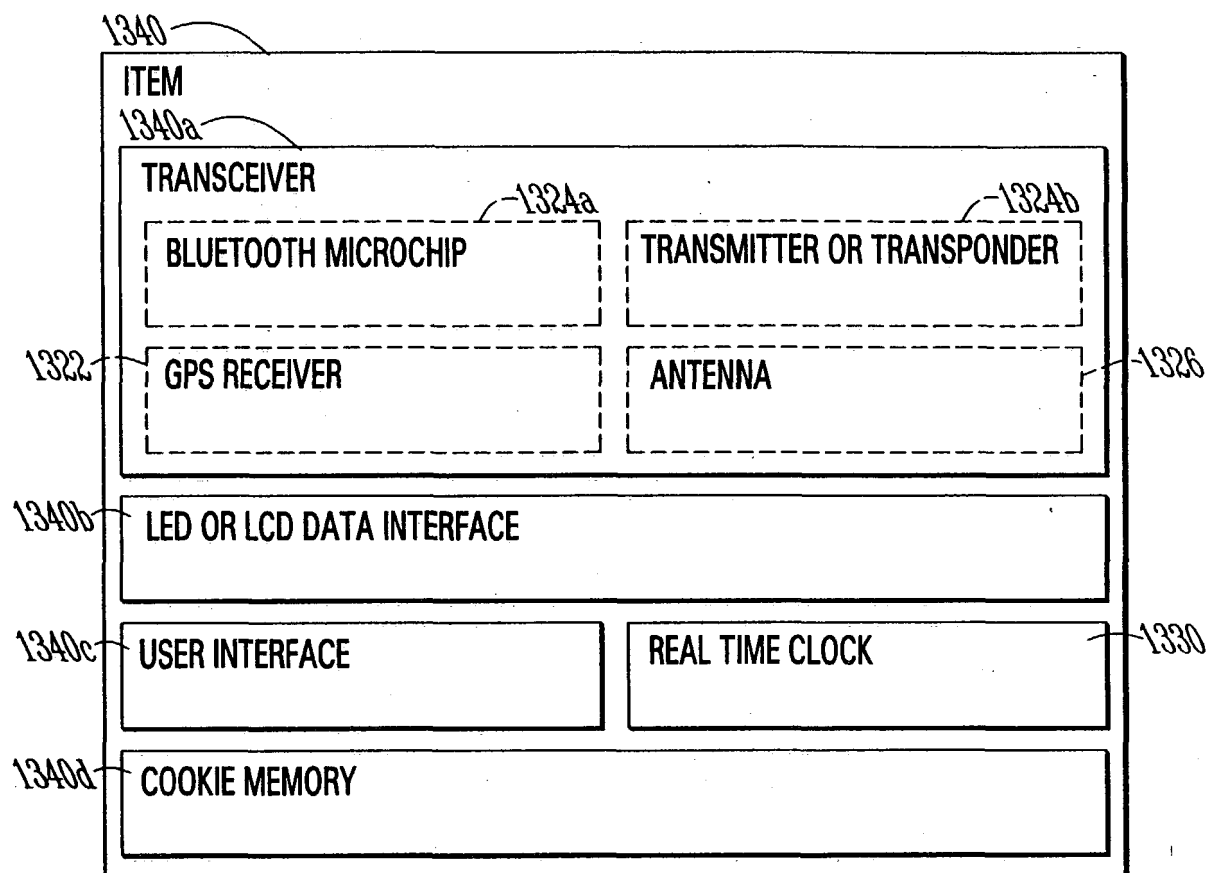 1340
ITEM
1340a
TRANSCEIVER
1324a
1324b
BLUETOOTH MICROCHIP
TRANSMITTER OR TRANSPONDER
1322
GPS RECEIVER
ANTENNA
1326
1340b
LED OR LCD DATA INTERFACE
1340c
USER INTERFACE
REAL TIME CLOCK
1330
1340d
COOKIE MEMORY